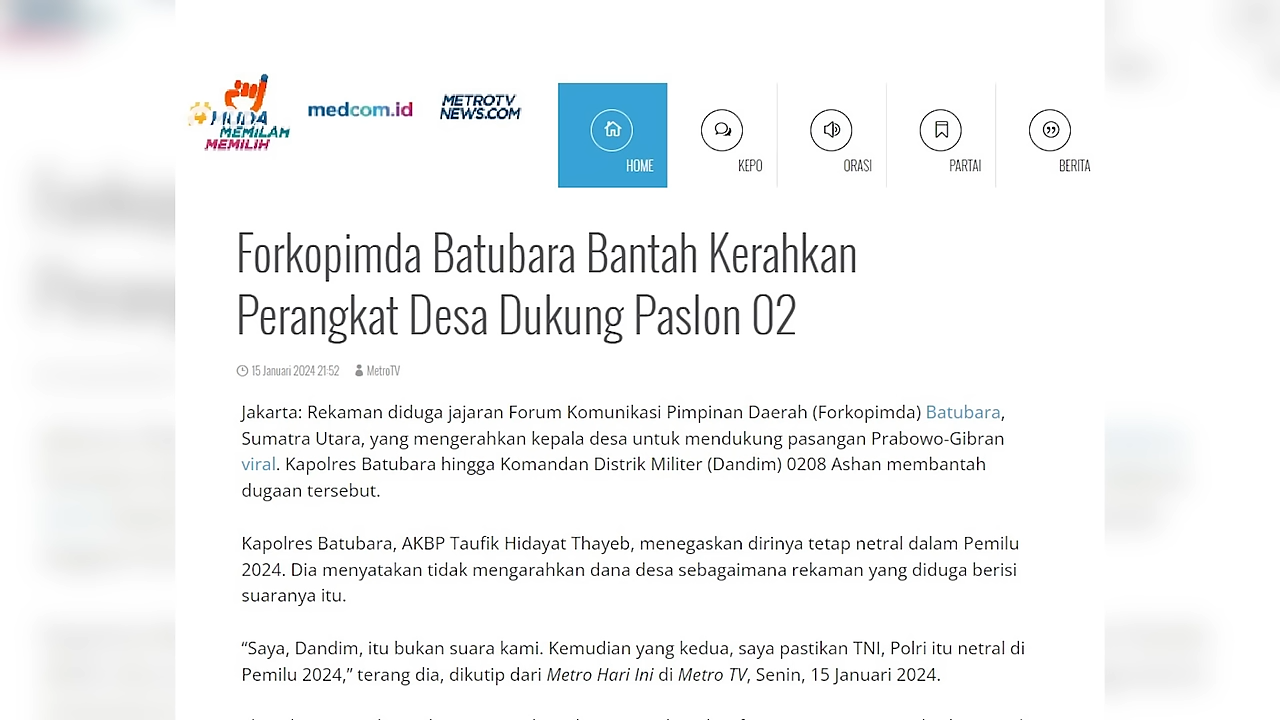 MUDA
MEMILAH
MEMILIH
medcom.id
METROTV
NEWS.COM
HOME
KEPO
ORASI
PARTAI
BERITA
Forkopimda Batubara Bantah Kerahkan
Perangkat Desa Dukung Paslon 02
15 Januari 2024 21:52 MetroTV
Jakarta: Rekaman diduga jajaran Forum Komunikasi Pimpinan Daerah (Forkopimda) Batubara,
Sumatra Utara, yang mengerahkan kepala desa untuk mendukung pasangan Prabowo-Gibran
viral. Kapolres Batubara hingga Komandan Distrik Militer (Dandim) 0208 Ashan membantah
dugaan tersebut.
Kapolres Batubara, AKBP Taufik Hidayat Thayeb, menegaskan dirinya tetap netral dalam Pemilu
2024. Dia menyatakan tidak mengarahkan dana desa sebagaimana rekaman yang diduga berisi
suaranya itu.
“Saya, Dandim, itu bukan suara kami. Kemudian yang kedua, saya pastikan TNI, Polri itu netral di
Pemilu 2024,” terang dia, dikutip dari Metro Hari Ini di Metro TV, Senin, 15 Januari 2024.